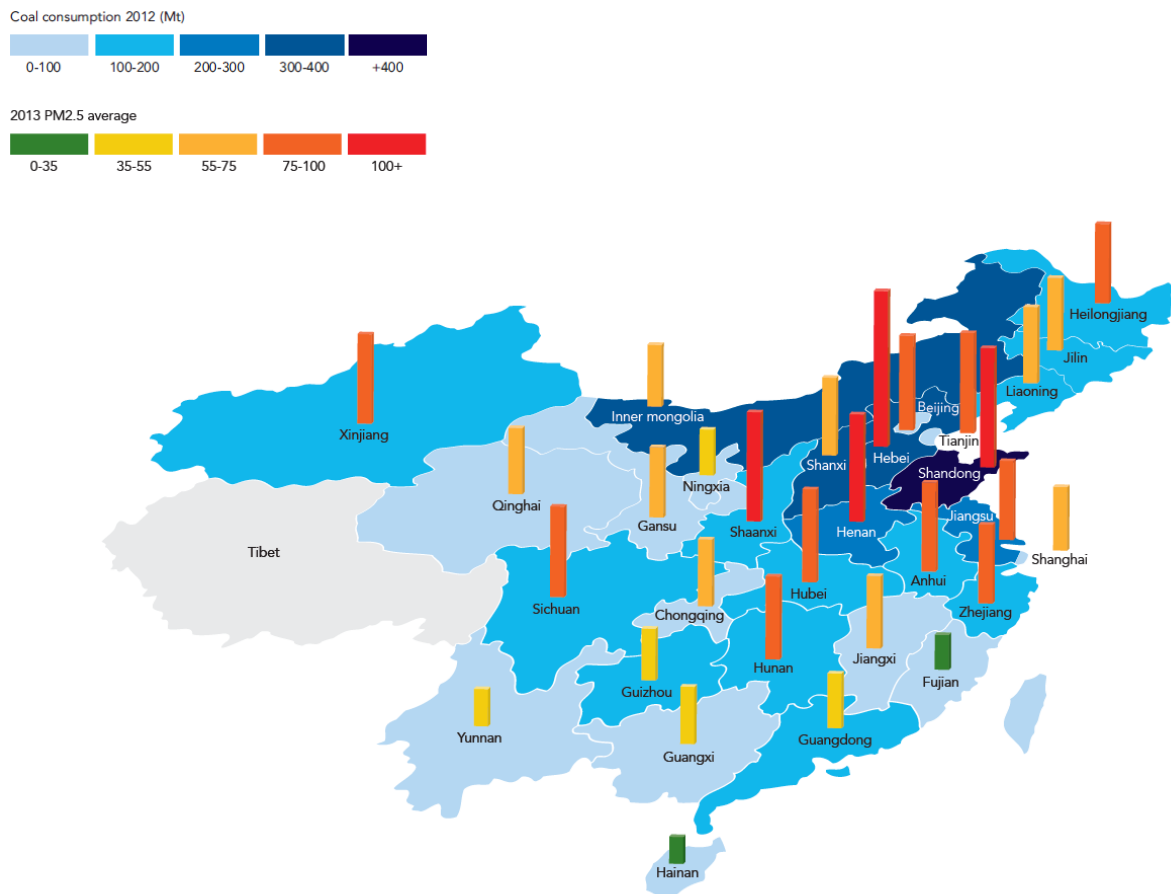 Coal consumption 2012 (Mt)
0-100 100-200 200-300 300-400 +400
2013 PM2.5 average
0-35 35-55 55-75 75-100 100+
Heilongjiang
Jilin
Liaoning
Inner mongolia
Beijing
Xinjiang
Tianjin
Hebei
Shanxi
Shandong
Ningxia
Qinghai
Gansu
Jiangsu
Shaanxi
Henan
Tibet
Shanghai
Anhui
Hubei
Sichuan
Zhejiang
Chongqing
Jiangxi
Hunan
Fujian
Guizhou
Yunnan
Guangdong
Guangxi
Hainan